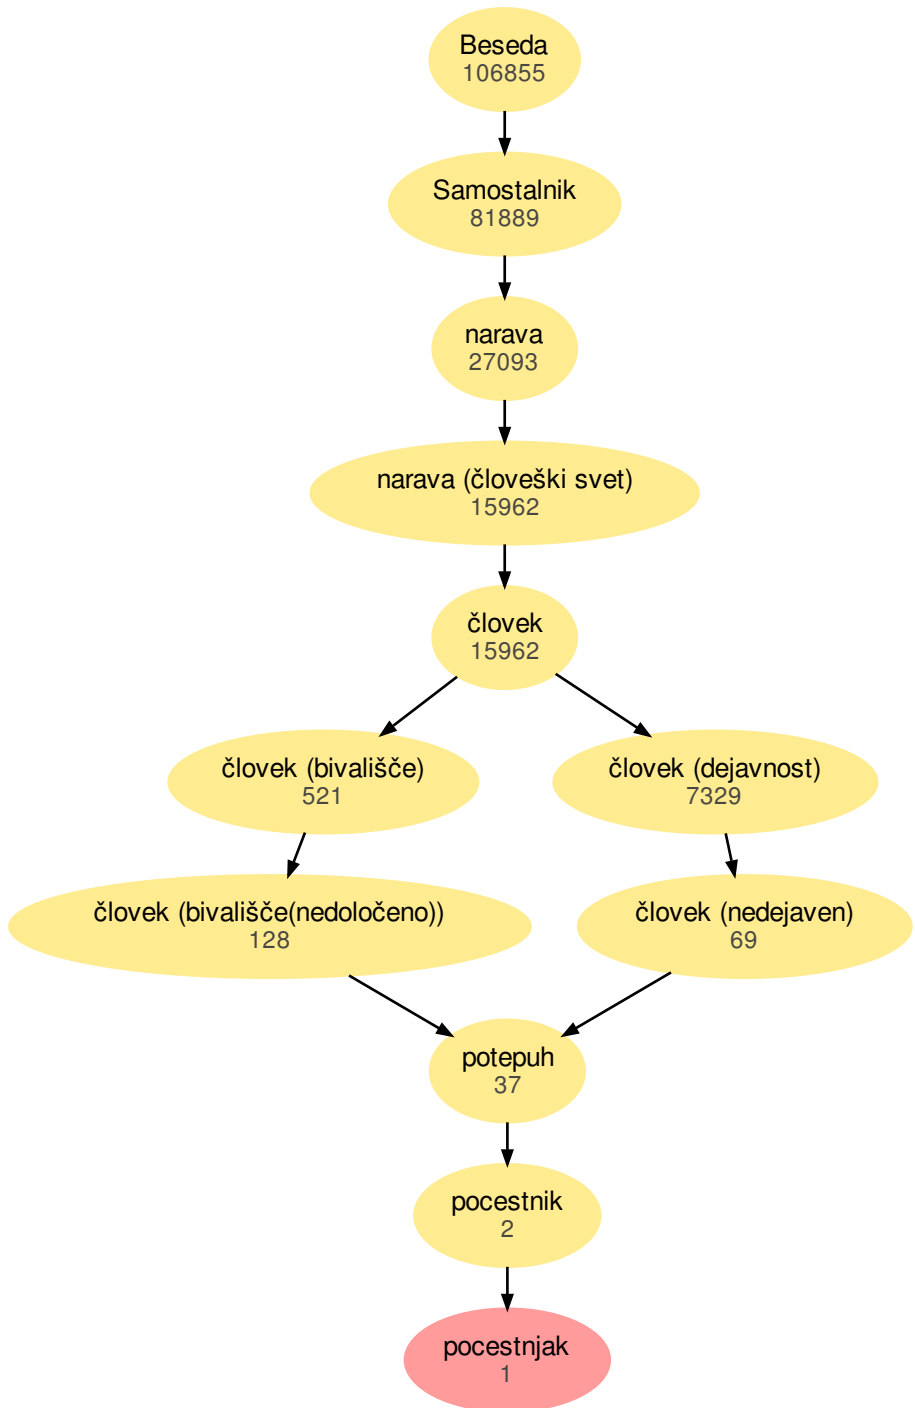 Beseda
106855
Samostalnik
81889
narava
27093
narava (človeški svet)
15962
človek
15962
človek (bivališče)
521
človek (dejavnost)
7329
človek (bivališče(nedoločeno))
128
človek (nedejaven)
69
potepuh
37
pocestnik
2
pocestnjak
1